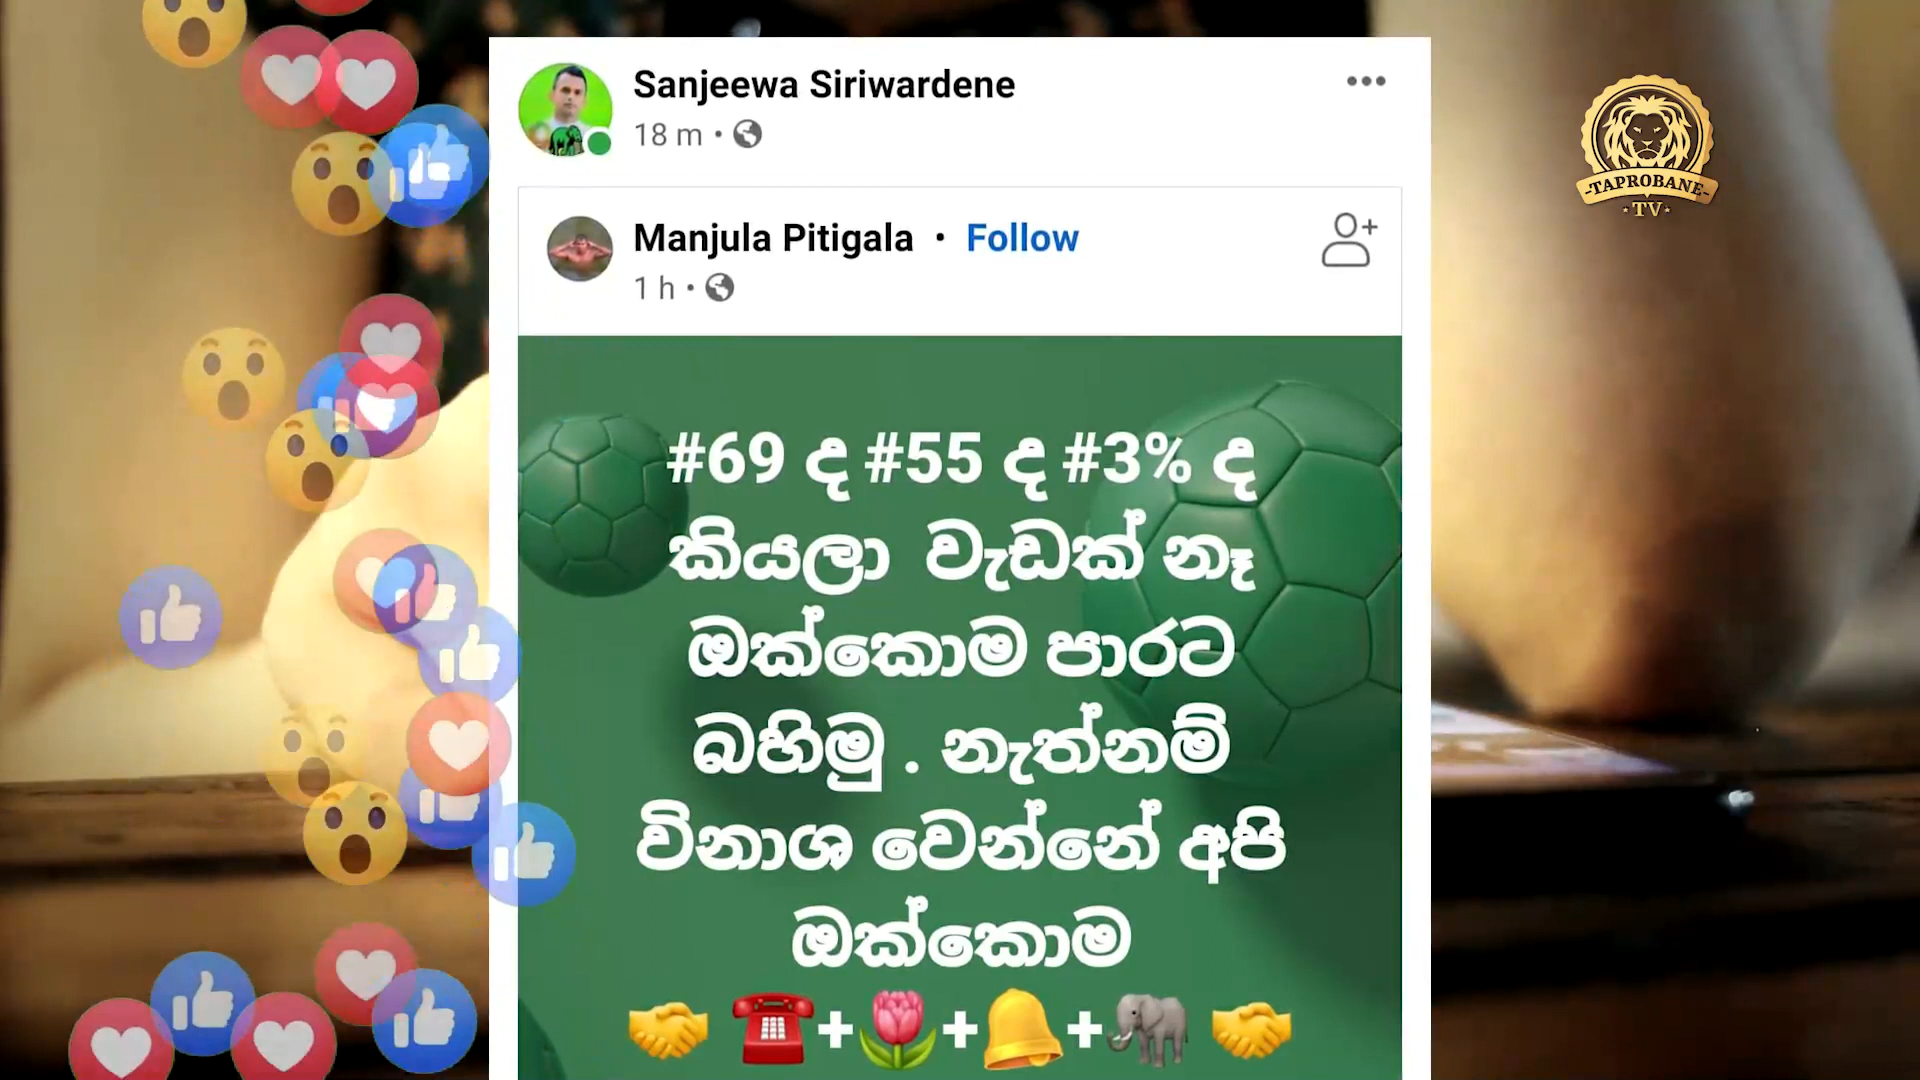 Sanjeewa Siriwardene
18 m
-TAPROBANE-
TV
Manjula Pitigala · Follow
1 h
#69 ද #55 ද #3% ද
කියලා වැඩක් නෑ
ඔක්කොම පාරට
බහිමු . නැත්නම්
විනාශ වෙන්නේ අපි
ඔක්කොම
🤝 ☎️+🌷+🔔+🐘 🤝